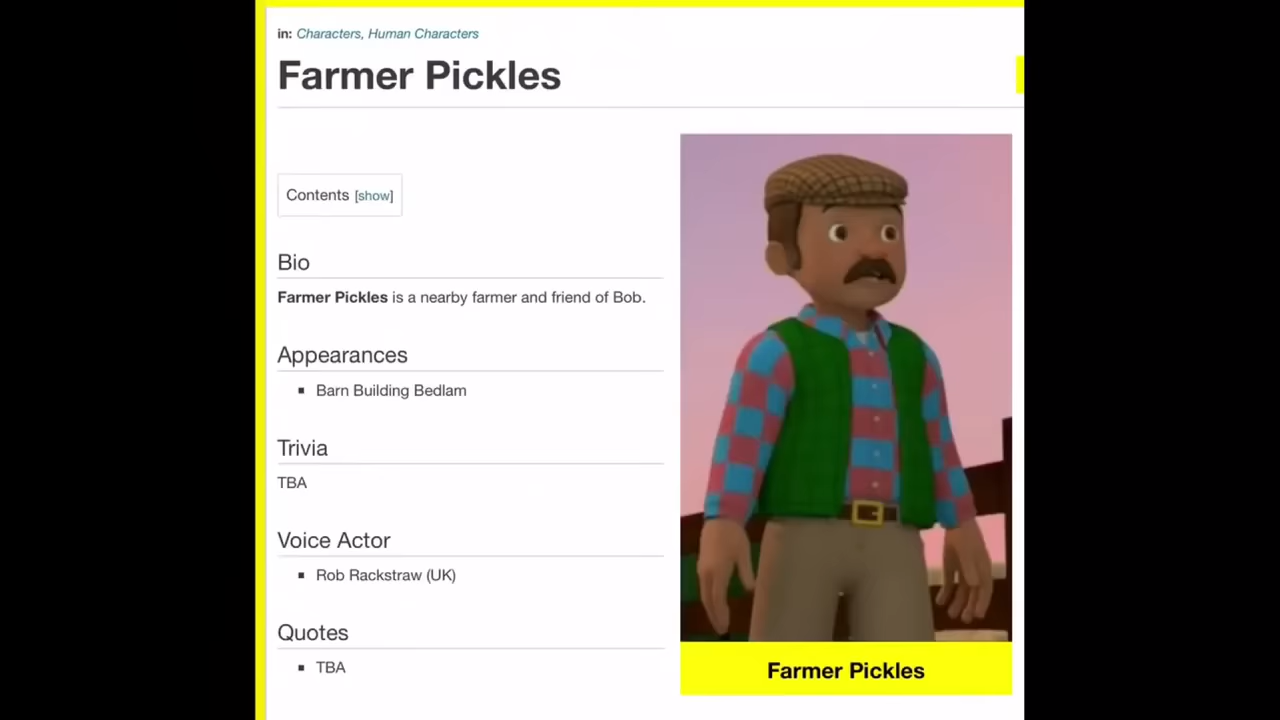 in: Characters, Human Characters
Farmer Pickles
Contents [show]
Bio
Farmer Pickles is a nearby farmer and friend of Bob.
Appearances
▪ Barn Building Bedlam
Trivia
TBA
Voice Actor
▪ Rob Rackstraw (UK)
Quotes
▪ TBA
Farmer Pickles